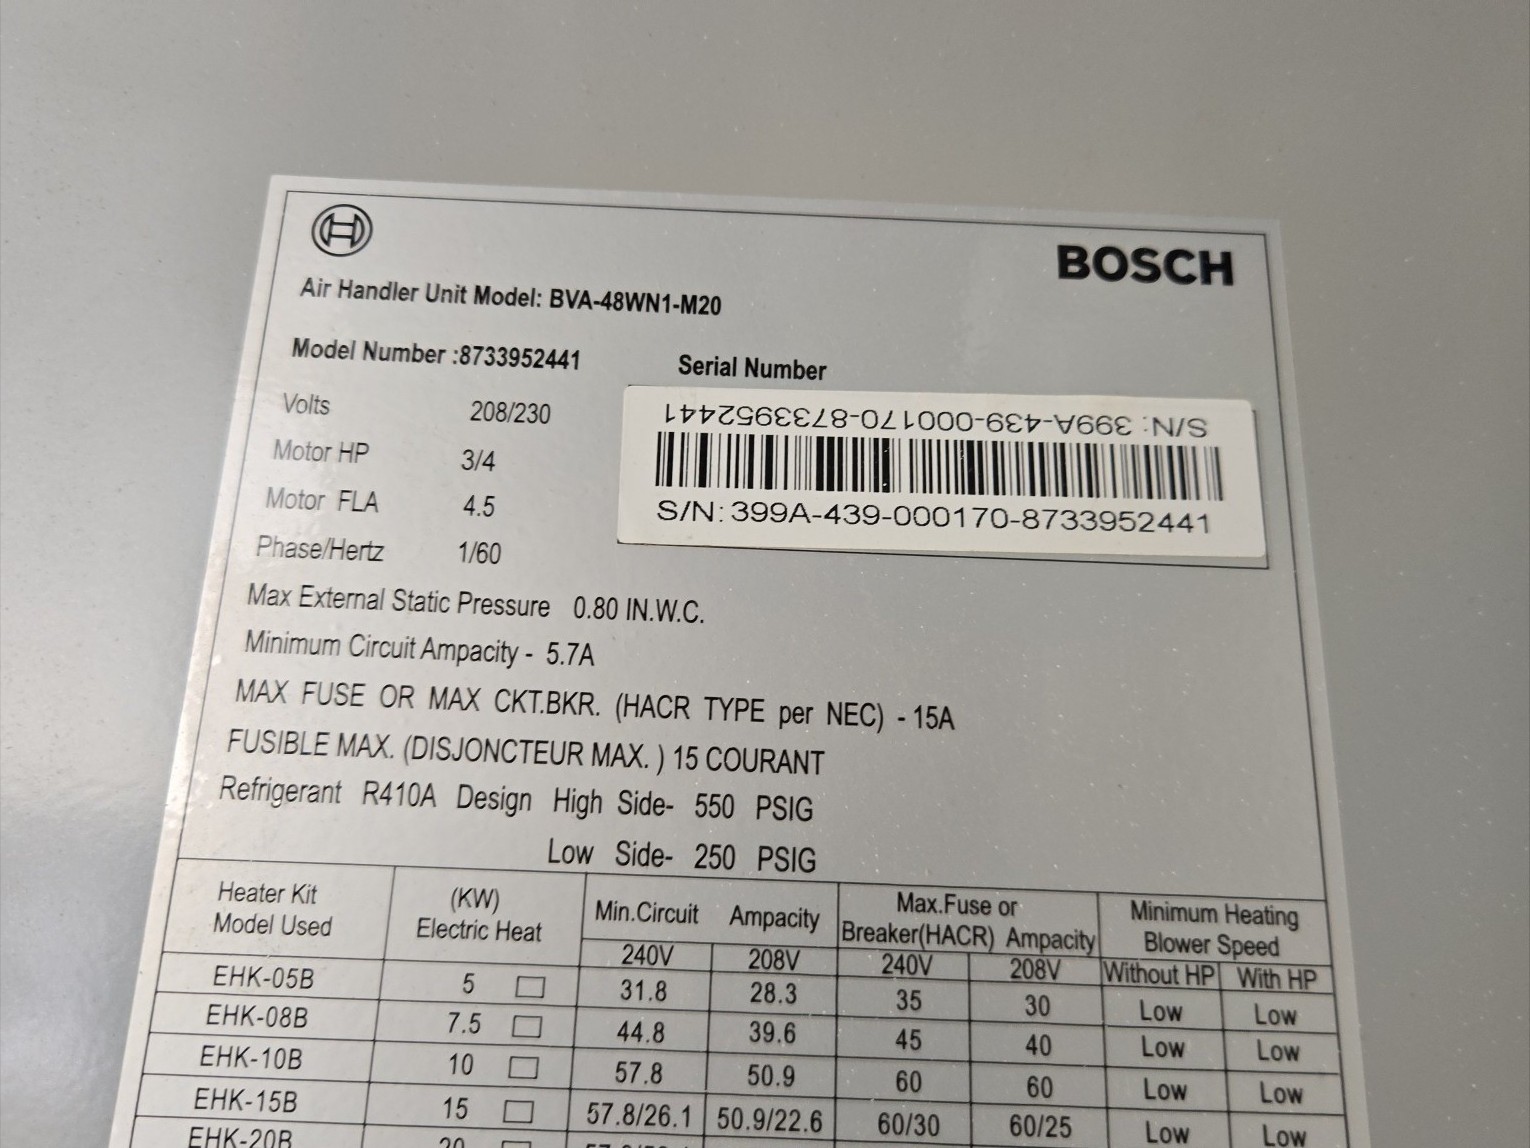 BOSCH
Air Handler Unit Model: BVA-48WN1-M20
Model Number :8733952441
Serial Number
S/N: 399A-439-000170-8733952441
S/N: 399A-439-000170-8733952441
Volts 208/230
Motor HP 3/4
Motor FLA 4.5
Phase/Hertz 1/60
Max External Static Pressure 0.80 IN.W.C.
Minimum Circuit Ampacity - 5.7A
MAX FUSE OR MAX CKT.BKR. (HACR TYPE per NEC) - 15A
FUSIBLE MAX. (DISJONCTEUR MAX. ) 15 COURANT
Refrigerant R410A Design High Side- 550 PSIG
Low Side- 250 PSIG
Heater Kit Model Used (KW) Electric Heat Min.Circuit Ampacity Max.Fuse or Breaker(HACR) Ampacity Minimum Heating Blower Speed
240V 208V 240V 208V Without HP With HP
EHK-05B 5 31.8 28.3 35 30 Low Low
EHK-08B 7.5 44.8 39.6 45 40 Low Low
EHK-10B 10 57.8 50.9 60 60 Low Low
EHK-15B 15 57.8/26.1 50.9/22.6 60/30 60/25 Low Low
EHK-20B 20